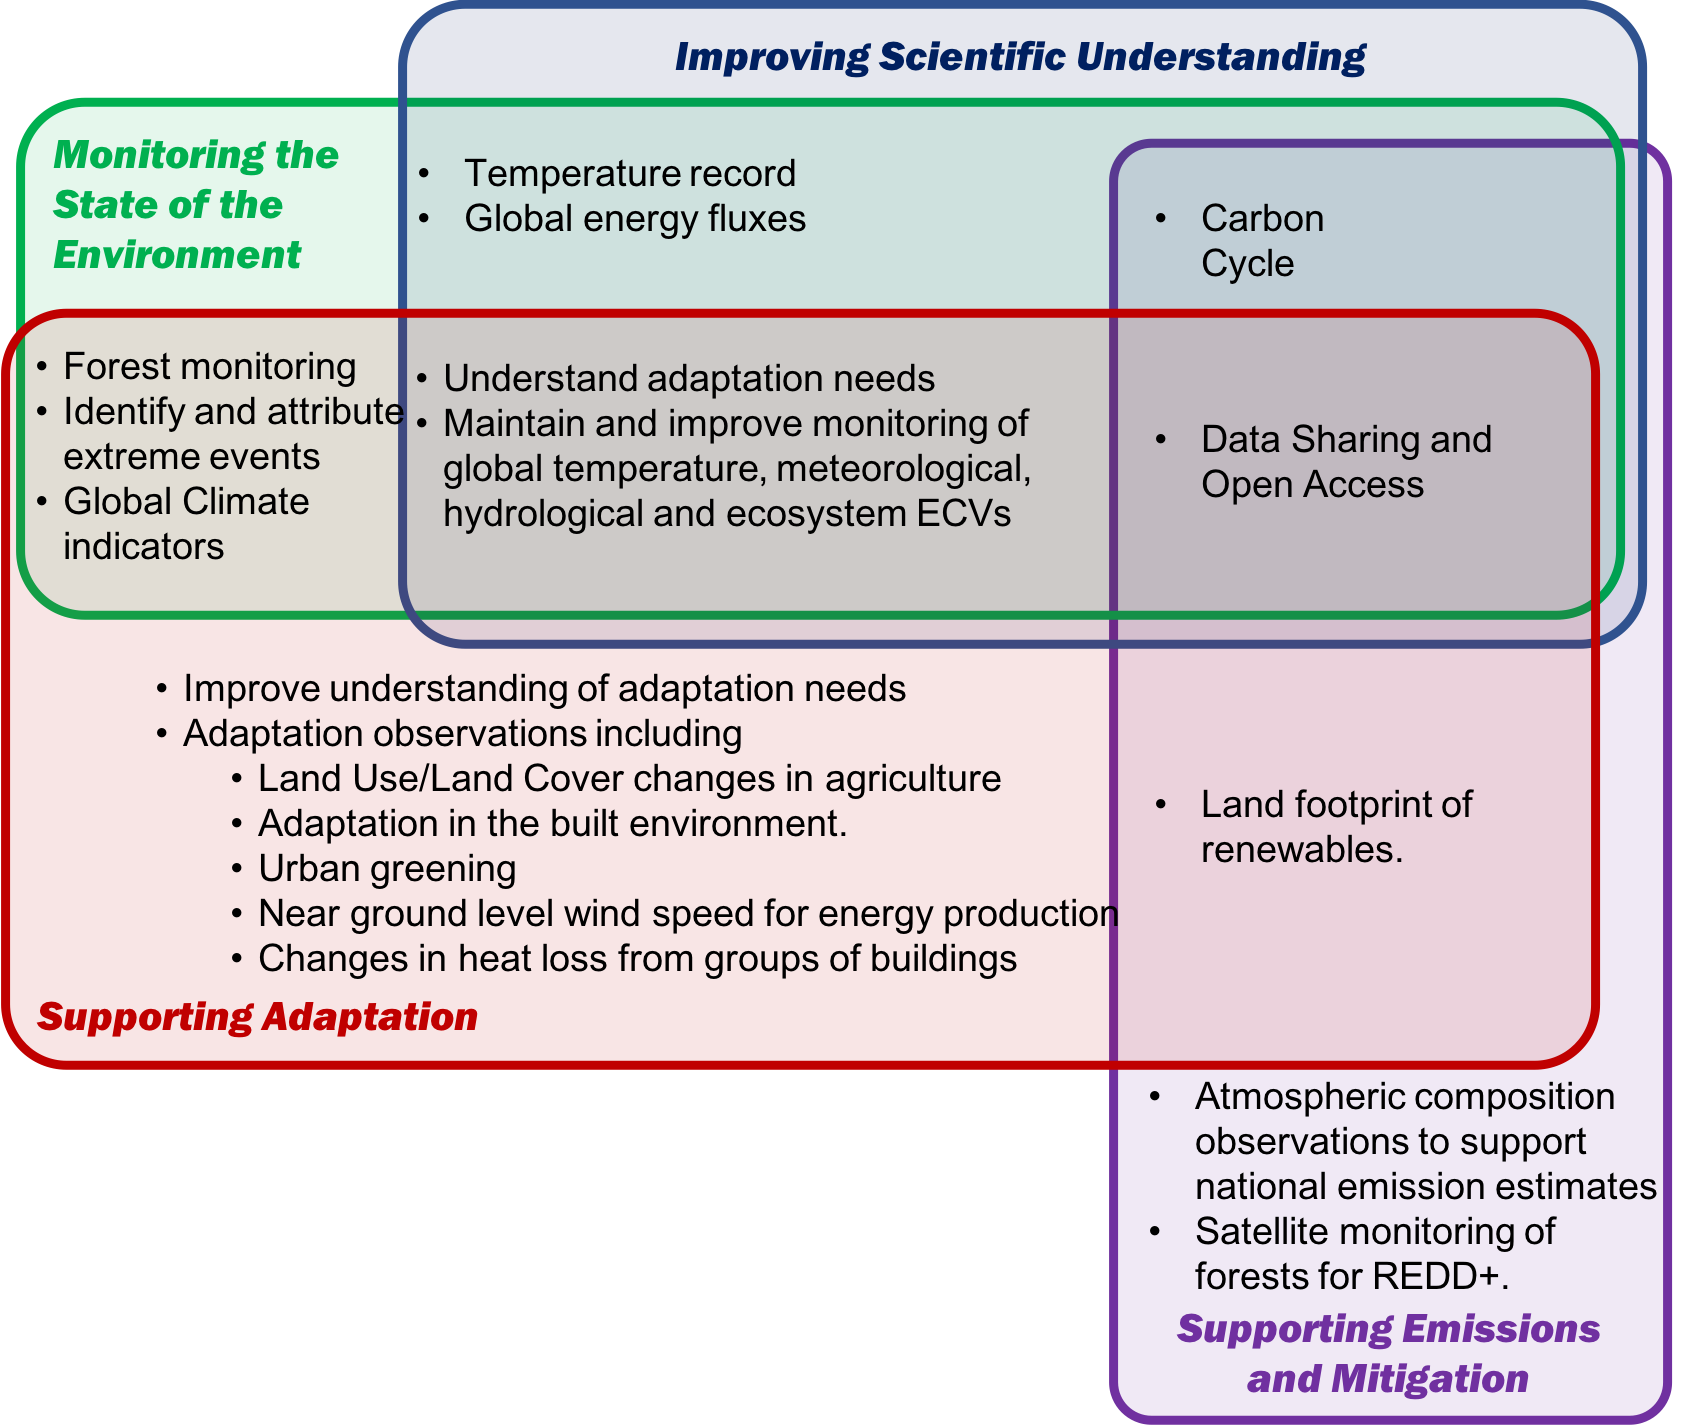 Improving Scientific Understanding
Monitoring the
State of the
Environment
• Temperature record
• Global energy fluxes
• Carbon
Cycle
• Forest monitoring
• Identify and attribute
extreme events
• Global Climate
indicators
• Understand adaptation needs
• Maintain and improve monitoring of
global temperature, meteorological,
hydrological and ecosystem ECVs
• Data Sharing and
Open Access
• Improve understanding of adaptation needs
• Adaptation observations including
• Land Use/Land Cover changes in agriculture
• Adaptation in the built environment.
• Urban greening
• Near ground level wind speed for energy production
• Changes in heat loss from groups of buildings
• Land footprint of
renewables.
Supporting Adaptation
• Atmospheric composition
observations to support
national emission estimates
• Satellite monitoring of
forests for REDD+.
Supporting Emissions
and Mitigation